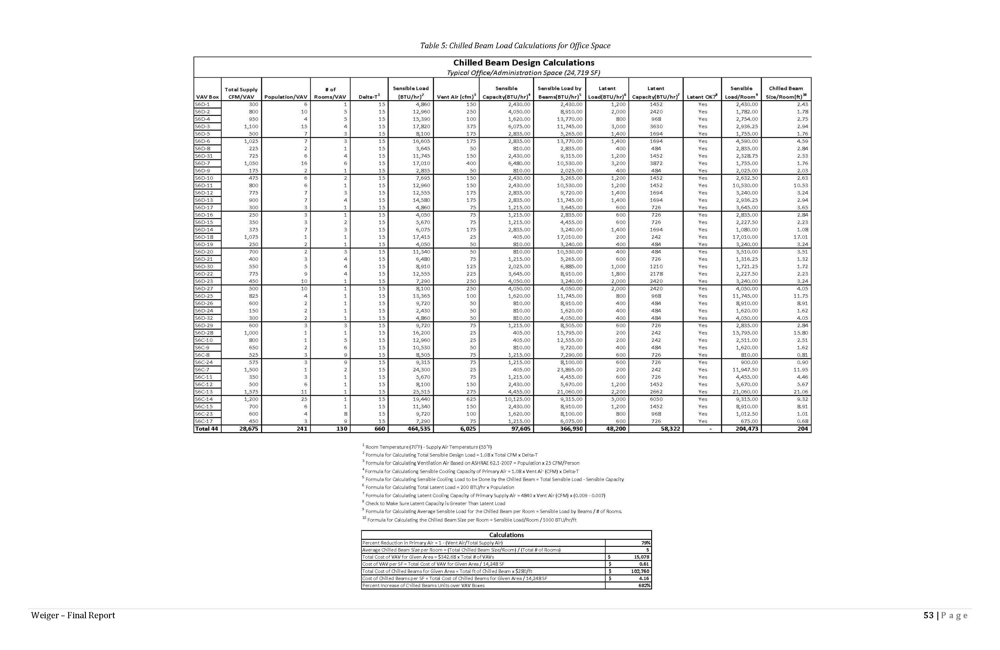 Table 5: Chilled Beam Load Calculations for Office Space
Chilled Beam Design Calculations
Typical Office/Administration Space (24,719 SF)
VAV Box Total Supply CFM/VAV Population/VAV # of Rooms/VAV Delta-T1 Sensible Load (BTU/hr)2 Vent Air (cfm)3 Sensible Capacity(BTU/hr)4 Sensible Load by Beams(BTU/hr)5 Latent Load(BTU/hr)6 Latent Capacity(BTU/hr)7 Latent OK?8 Sensible Load/Room9 Chilled Beam Size/Room(ft)10
S6D-1 300 6 1 15 4,860 150 2,430.00 2,430.00 1,200 1452 Yes 2,430.00 2.43
S6D-2 800 10 5 15 12,960 250 4,050.00 8,910.00 2,000 2420 Yes 1,782.00 1.78
S6D-4 950 4 5 15 15,390 100 1,620.00 13,770.00 800 968 Yes 2,754.00 2.75
S6D-3 1,100 15 4 15 17,820 375 6,075.00 11,745.00 3,000 3630 Yes 2,936.25 2.94
S6D-5 500 7 3 15 8,100 175 2,835.00 5,265.00 1,400 1694 Yes 1,755.00 1.76
S6D-6 1,025 7 3 15 16,605 175 2,835.00 13,770.00 1,400 1694 Yes 4,590.00 4.59
S6D-8 225 2 1 15 3,645 50 810.00 2,835.00 400 484 Yes 2,835.00 2.84
S6D-31 725 6 4 15 11,745 150 2,430.00 9,315.00 1,200 1452 Yes 2,328.75 2.33
S6D-7 1,050 16 6 15 17,010 400 6,480.00 10,530.00 3,200 3872 Yes 1,755.00 1.76
S6D-9 175 2 1 15 2,835 50 810.00 2,025.00 400 484 Yes 2,025.00 2.03
S6D-10 475 6 2 15 7,695 150 2,430.00 5,265.00 1,200 1452 Yes 2,632.50 2.63
S6D-11 800 6 1 15 12,960 150 2,430.00 10,530.00 1,200 1452 Yes 10,530.00 10.53
S6D-12 775 7 3 15 12,555 175 2,835.00 9,720.00 1,400 1694 Yes 3,240.00 3.24
S6D-13 900 7 4 15 14,580 175 2,835.00 11,745.00 1,400 1694 Yes 2,936.25 2.94
S6D-17 300 3 1 15 4,860 75 1,215.00 3,645.00 600 726 Yes 3,645.00 3.65
S6D-16 250 3 1 15 4,050 75 1,215.00 2,835.00 600 726 Yes 2,835.00 2.84
S6D-15 350 3 2 15 5,670 75 1,215.00 4,455.00 600 726 Yes 2,227.50 2.23
S6D-14 375 7 3 15 6,075 175 2,835.00 3,240.00 1,400 1694 Yes 1,080.00 1.08
S6D-18 1,075 1 1 15 17,415 25 405.00 17,010.00 200 242 Yes 17,010.00 17.01
S6D-19 250 2 1 15 4,050 50 810.00 3,240.00 400 484 Yes 3,240.00 3.24
S6D-20 700 2 3 15 11,340 50 810.00 10,530.00 400 484 Yes 3,510.00 3.51
S6D-21 400 3 4 15 6,480 75 1,215.00 5,265.00 600 726 Yes 1,316.25 1.32
S6D-30 550 5 4 15 8,910 125 2,025.00 6,885.00 1,000 1210 Yes 1,721.25 1.72
S6D-22 775 9 4 15 12,555 225 3,645.00 8,910.00 1,800 2178 Yes 2,227.50 2.23
S6D-23 450 10 1 15 7,290 250 4,050.00 3,240.00 2,000 2420 Yes 3,240.00 3.24
S6D-27 500 10 1 15 8,100 250 4,050.00 4,050.00 2,000 2420 Yes 4,050.00 4.05
S6D-25 825 4 1 15 13,365 100 1,620.00 11,745.00 800 968 Yes 11,745.00 11.75
S6D-26 600 2 1 15 9,720 50 810.00 8,910.00 400 484 Yes 8,910.00 8.91
S6D-24 150 2 1 15 2,430 50 810.00 1,620.00 400 484 Yes 1,620.00 1.62
S6D-32 300 2 1 15 4,860 50 810.00 4,050.00 400 484 Yes 4,050.00 4.05
S6D-29 600 3 3 15 9,720 75 1,215.00 8,505.00 600 726 Yes 2,835.00 2.84
S6D-28 1,000 1 1 15 16,200 25 405.00 15,795.00 200 242 Yes 15,795.00 15.80
S6C-10 800 1 5 15 12,960 25 405.00 12,555.00 200 242 Yes 2,511.00 2.51
S6C-9 650 2 6 15 10,530 50 810.00 9,720.00 400 484 Yes 1,620.00 1.62
S6C-8 525 3 9 15 8,505 75 1,215.00 7,290.00 600 726 Yes 810.00 0.81
S6C-24 575 3 9 15 9,315 75 1,215.00 8,100.00 600 726 Yes 900.00 0.90
S6C-7 1,500 1 2 15 24,300 25 405.00 23,895.00 200 242 Yes 11,947.50 11.95
S6C-11 350 3 1 15 5,670 75 1,215.00 4,455.00 600 726 Yes 4,455.00 4.46
S6C-12 500 6 1 15 8,100 150 2,430.00 5,670.00 1,200 1452 Yes 5,670.00 5.67
S6C-13 1,575 11 1 15 25,515 275 4,455.00 21,060.00 2,200 2662 Yes 21,060.00 21.06
S6C-14 1,200 25 1 15 19,440 625 10,125.00 9,315.00 5,000 6050 Yes 9,315.00 9.32
S6C-15 700 6 1 15 11,340 150 2,430.00 8,910.00 1,200 1452 Yes 8,910.00 8.91
S6C-23 600 4 8 15 9,720 100 1,620.00 8,100.00 800 968 Yes 1,012.50 1.01
S6C-17 450 3 9 15 7,290 75 1,215.00 6,075.00 600 726 Yes 675.00 0.68
Total 44 28,675 241 130 660 464,535 6,025 97,605 366,930 48,200 58,322 - 204,473 204
1 Room Temperature (70˚F) - Supply Air Temperature (55˚F)
2 Formula for Calculating Total Sensible Design Load = 1.08 x Total CFM x Delta-T
3 Formula for Calculating Ventilation Air Based on ASHRAE 62.1-2007 = Population x 25 CFM/Person
4 Formula for Calculationg Sensible Cooling Capacity of Primary Air = 1.08 x Vent Air (CFM) x Delta-T
5 Formula for Calculating Sensible Cooling Load to be Done by the Chilled Beam = Total Sensible Load - Sensible Capacity
6 Formula for Calculating Total Latent Load = 200 BTU/hr x Population
7 Formula for Calculating Latent Cooling Capacity of Primary Supply Air = 4840 x Vent Air (CFM) x (0.009 - 0.007)
8 Check to Make Sure Latent Capacity is Greater Than Latent Load
9 Formula for Calculating Average Sensible Load for the Chilled Beam per Room = Sensible Load by Beams / # of Rooms.
10 Formula for Calculating the Chilled Beam Size per Room = Sensible Load/Room / 1000 BTU/hr/ft
Calculations
Percent Reduction in Primary Air = 1 - (Vent Air/Total Supply Air) 79%
Average Chilled Beam Size per Room = (Total Chilled Beam Size/Room) / (Total # of Rooms) 5
Total Cost of VAV for Given Area = $342.68 x Total # of VAVs $ 15,078
Cost of VAV per SF = Total Cost of VAV for Given Area / 14,248 SF $ 0.61
Total Cost of Chilled Beams for Given Area = Total ft of Chilled Beam x $280/ft $ 102,760
Cost of Chilled Beams per SF = Total Cost of Chilled Beams for Given Area / 14,248 SF $ 4.16
Percent Increase of Chilled Beams Units over VAV Boxes 682%
Weiger – Final Report 53 | P a g e